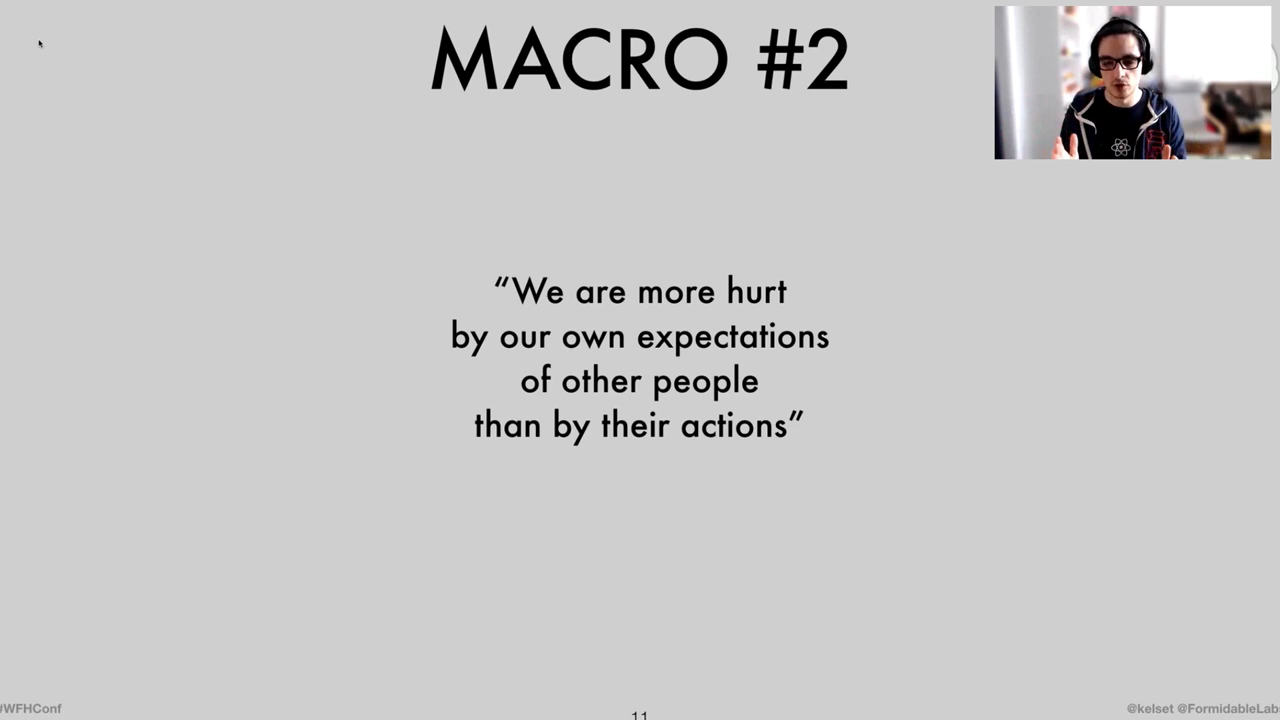 MACRO #2
“We are more hurt
by our own expectations
of other people
than by their actions”
#WFHConf
11
@kelset @FormidableLabs